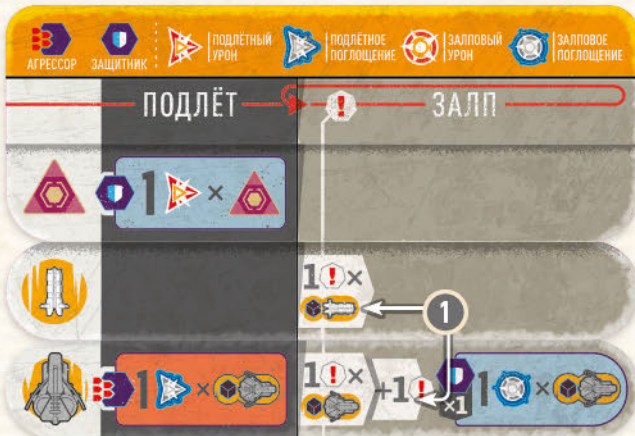 АГРЕССОР ЗАЩИТНИК ПОДЛЁТНЫЙ УРОН ПОДЛЁТНОЕ ПОГЛОЩЕНИЕ ЗАЛПОВЫЙ УРОН ЗАЛПОВОЕ ПОГЛОЩЕНИЕ
ПОДЛЁТ ! ЗАЛП
1 ×
1 ! ×
1
1 × 1 ! × +1 ! ×1 1 ×